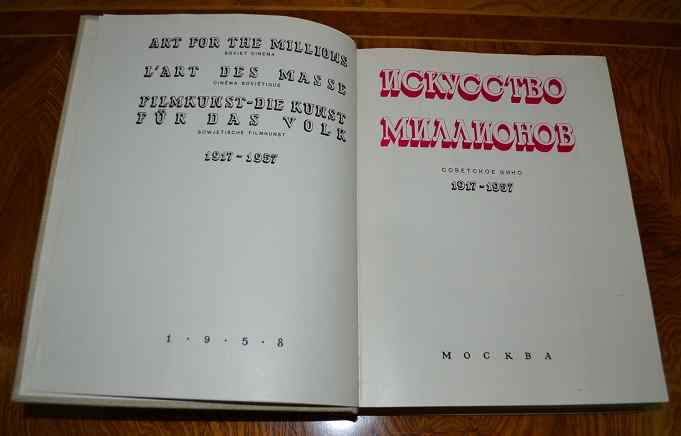 ART FOR THE MILLIONS
SOVIET CINEMA
L'ART DES MASSE
CINÉMA SOVIÉTIQUE
FILMKUNST-DIE KUNST
FÜR DAS VOLK
SOWJETISCHE FILMKUNST
1917-1957
1·9·5·8
ИСКУССТВО
МИЛЛИОНОВ
СОВЕТСКОЕ КИНО
1917-1957
МОСКВА